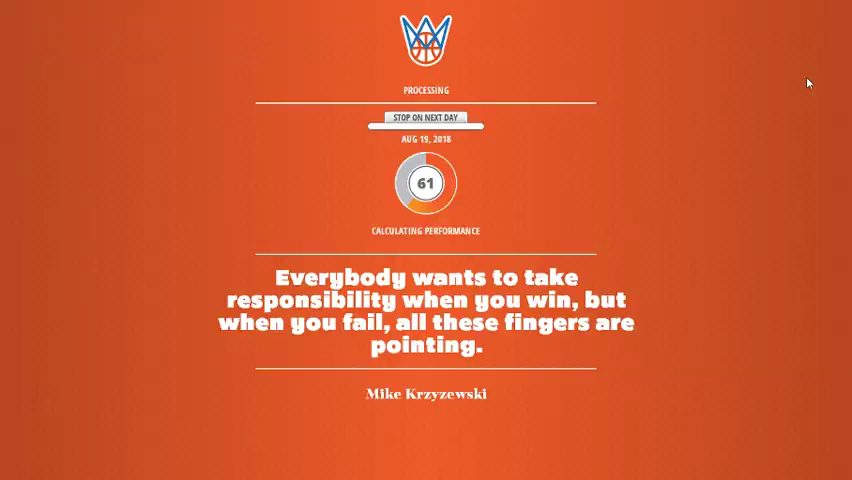 PROCESSING
STOP ON NEXT DAY
AUG 19, 2018
61
CALCULATING PERFORMANCE
Everybody wants to take
responsibility when you win, but
when you fail, all these fingers are
pointing.
Mike Krzyzewski